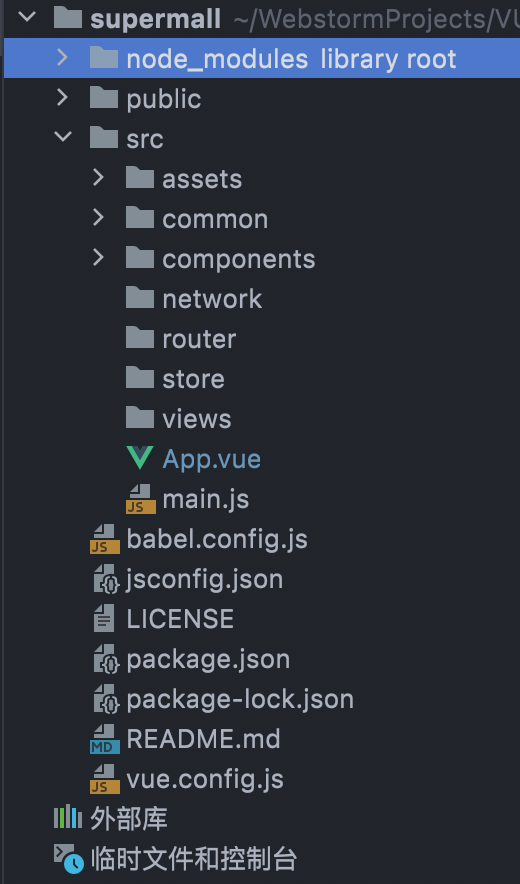 supermall ~/WebstormProjects/VU
node_modules library root
public
src
assets
common
components
network
router
store
views
App.vue
JS main.js
JS babel.config.js
jsconfig.json
LICENSE
package.json
package-lock.json
MD README.md
JS vue.config.js
外部库
临时文件和控制台